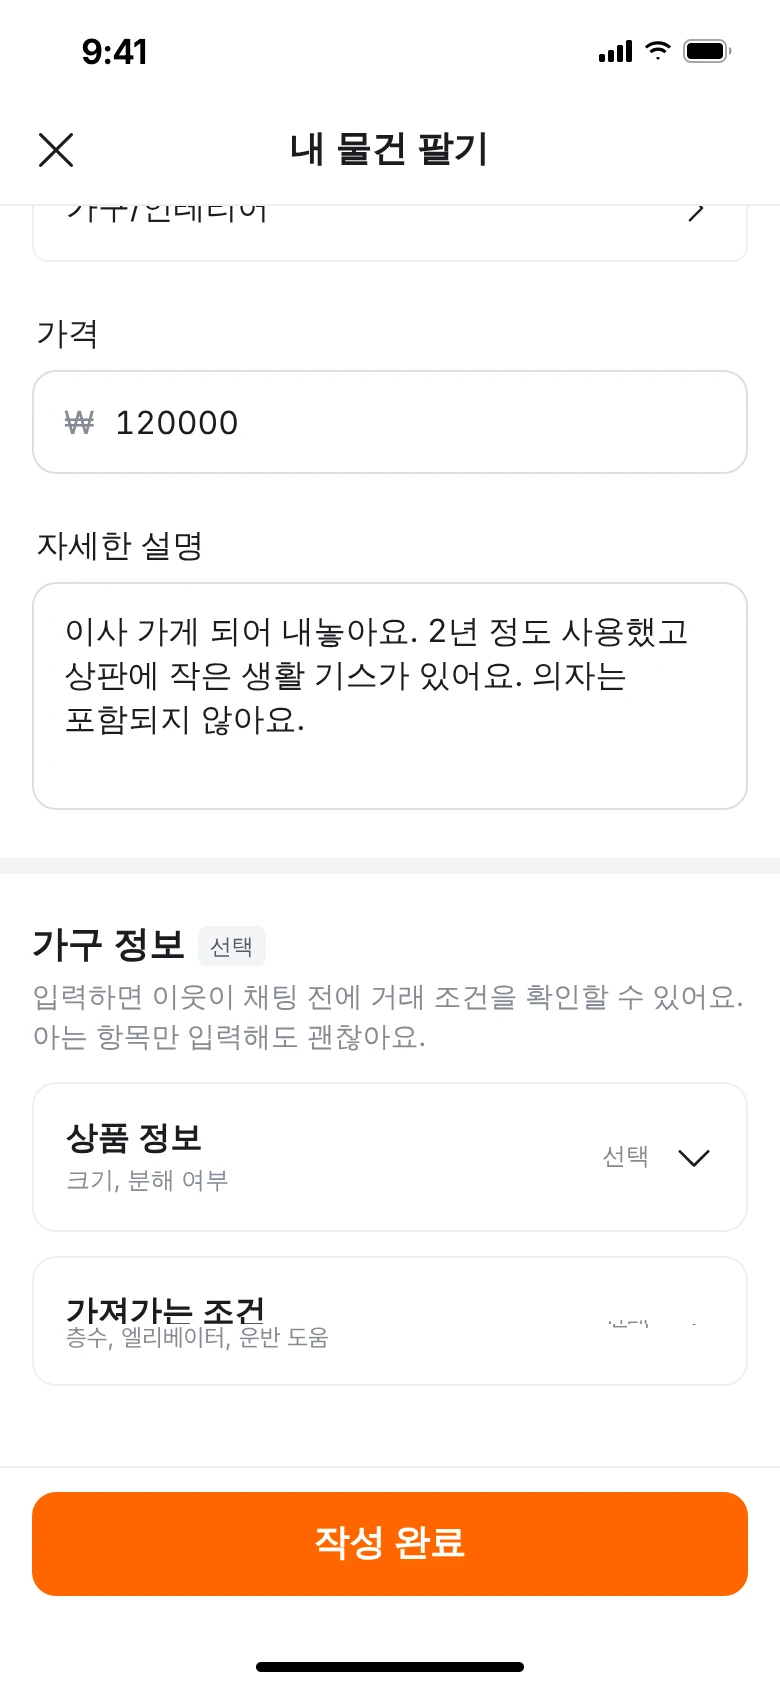 9:41
내 물건 팔기
가구/인테리어
가격
₩ 120000
자세한 설명
이사 가게 되어 내놓아요. 2년 정도 사용했고
상판에 작은 생활 기스가 있어요. 의자는
포함되지 않아요.
가구 정보 선택
입력하면 이웃이 채팅 전에 거래 조건을 확인할 수 있어요.
아는 항목만 입력해도 괜찮아요.
상품 정보
크기, 분해 여부
선택
가져가는 조건
층수, 엘리베이터, 운반 도움
작성 완료